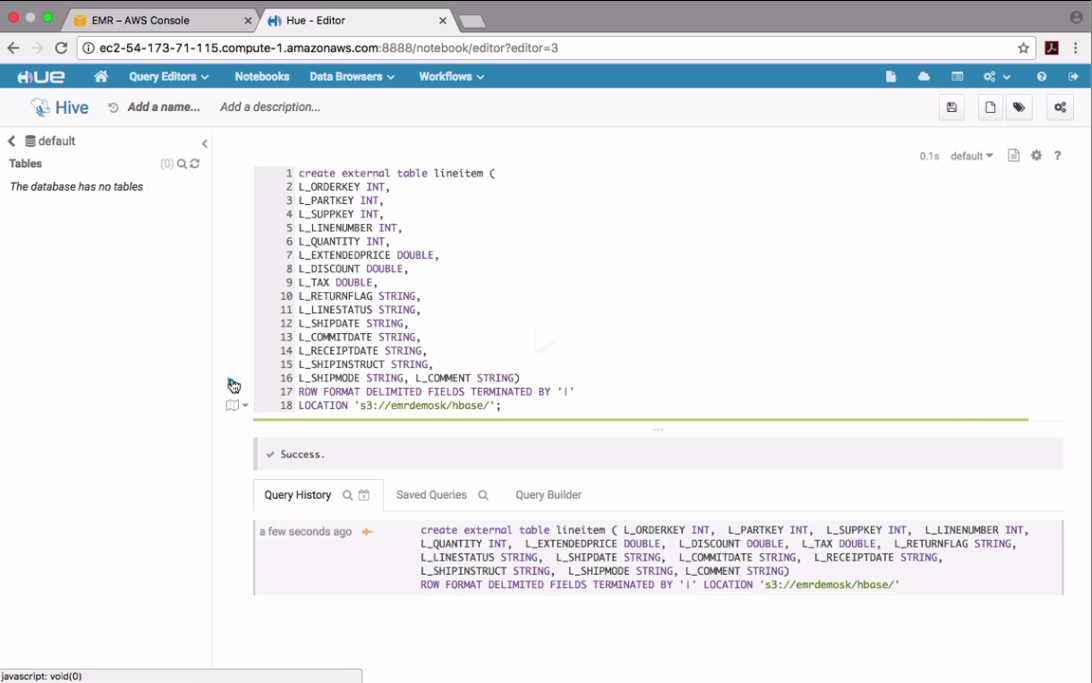 EMR – AWS Console
Hue - Editor
ec2-54-173-71-115.compute-1.amazonaws.com:8888/notebook/editor?editor=3
HUE Query Editors Notebooks Data Browsers Workflows ?
Hive Add a name... Add a description...
default
Tables (0)
The database has no tables
0.1s default ?
1 create external table lineitem (
2 L_ORDERKEY INT,
3 L_PARTKEY INT,
4 L_SUPPKEY INT,
5 L_LINENUMBER INT,
6 L_QUANTITY INT,
7 L_EXTENDEDPRICE DOUBLE,
8 L_DISCOUNT DOUBLE,
9 L_TAX DOUBLE,
10 L_RETURNFLAG STRING,
11 L_LINESTATUS STRING,
12 L_SHIPDATE STRING,
13 L_COMMITDATE STRING,
14 L_RECEIPTDATE STRING,
15 L_SHIPINSTRUCT STRING,
16 L_SHIPMODE STRING, L_COMMENT STRING)
17 ROW FORMAT DELIMITED FIELDS TERMINATED BY '|'
18 LOCATION 's3://emrdemosk/hbase/';
Success.
Query History Saved Queries Query Builder
a few seconds ago
create external table lineitem ( L_ORDERKEY INT, L_PARTKEY INT, L_SUPPKEY INT, L_LINENUMBER INT,
L_QUANTITY INT, L_EXTENDEDPRICE DOUBLE, L_DISCOUNT DOUBLE, L_TAX DOUBLE, L_RETURNFLAG STRING,
L_LINESTATUS STRING, L_SHIPDATE STRING, L_COMMITDATE STRING, L_RECEIPTDATE STRING,
L_SHIPINSTRUCT STRING, L_SHIPMODE STRING, L_COMMENT STRING)
ROW FORMAT DELIMITED FIELDS TERMINATED BY '|' LOCATION 's3://emrdemosk/hbase/'
javascript: void(0)